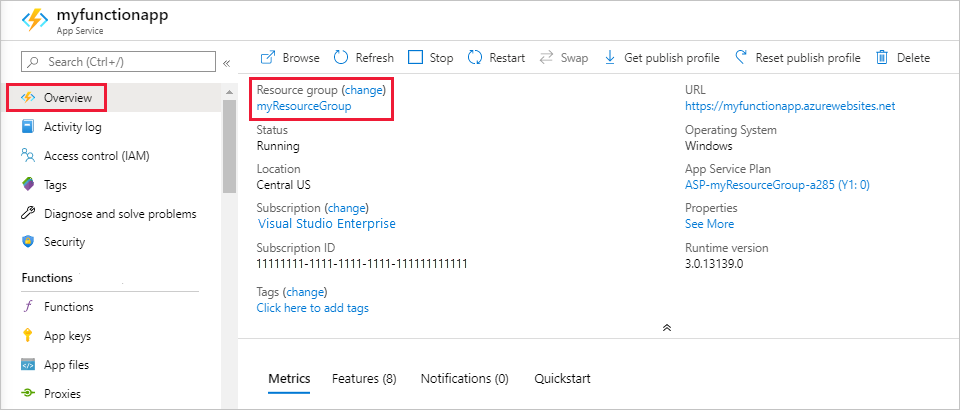 myfunctionapp
App Service
Search (Ctrl+/)
«
Overview
Activity log
Access control (IAM)
Tags
Diagnose and solve problems
Security
Functions
Functions
App keys
App files
Proxies
Browse
Refresh
Stop
Restart
Swap
Get publish profile
Reset publish profile
Delete
Resource group (change)
myResourceGroup
Status
Running
Location
Central US
Subscription (change)
Visual Studio Enterprise
Subscription ID
11111111-1111-1111-1111-111111111111
Tags (change)
Click here to add tags
URL
https://myfunctionapp.azurewebsites.net
Operating System
Windows
App Service Plan
ASP-myResourceGroup-a285 (Y1: 0)
Properties
See More
Runtime version
3.0.13139.0
Metrics
Features (8)
Notifications (0)
Quickstart